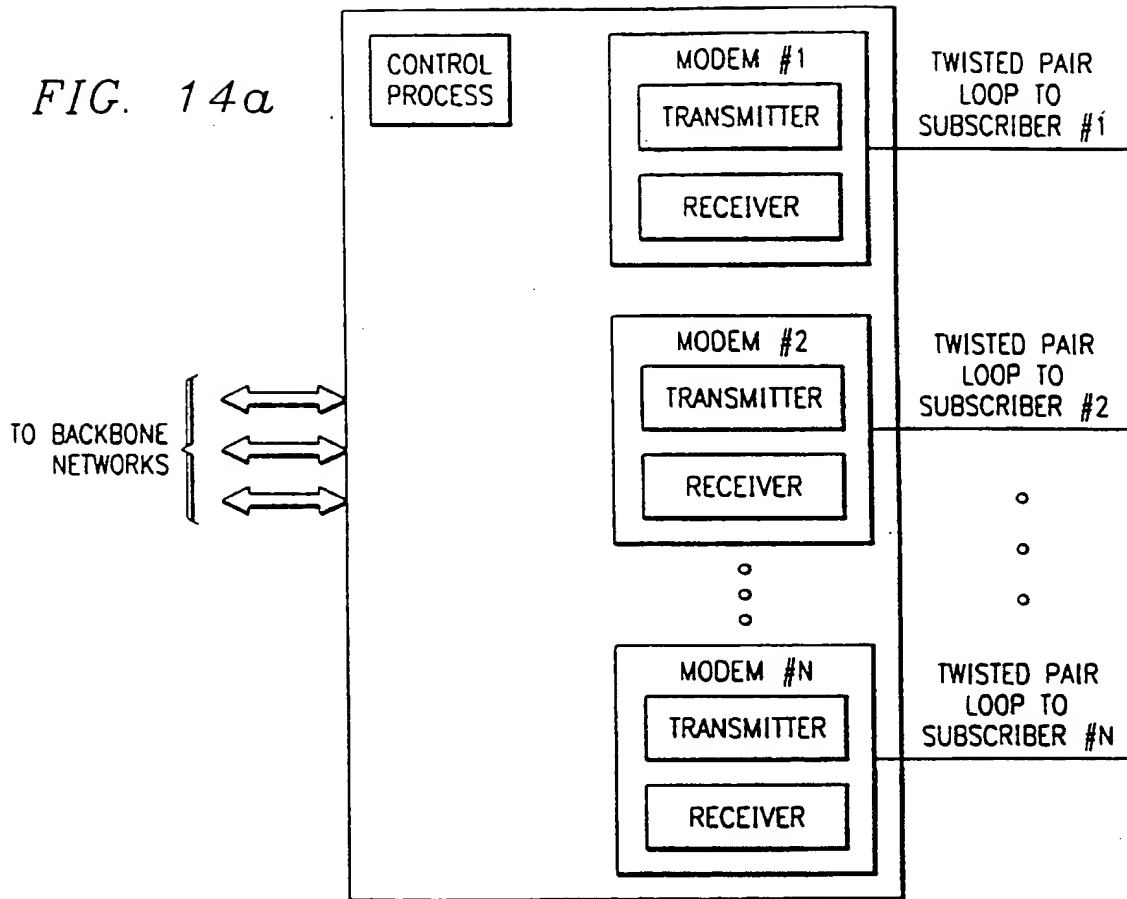 FIG. 14a
CONTROL
PROCESS
MODEM #1
TRANSMITTER
RECEIVER
TWISTED PAIR
LOOP TO
SUBSCRIBER #1
MODEM #2
TRANSMITTER
RECEIVER
TWISTED PAIR
LOOP TO
SUBSCRIBER #2
TO BACKBONE
NETWORKS
MODEM #N
TRANSMITTER
RECEIVER
TWISTED PAIR
LOOP TO
SUBSCRIBER #N